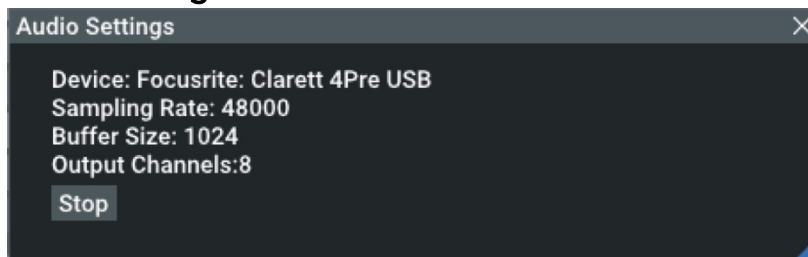 Audio Settings
Device: Focusrite: Clarett 4Pre USB
Sampling Rate: 48000
Buffer Size: 1024
Output Channels:8
Stop